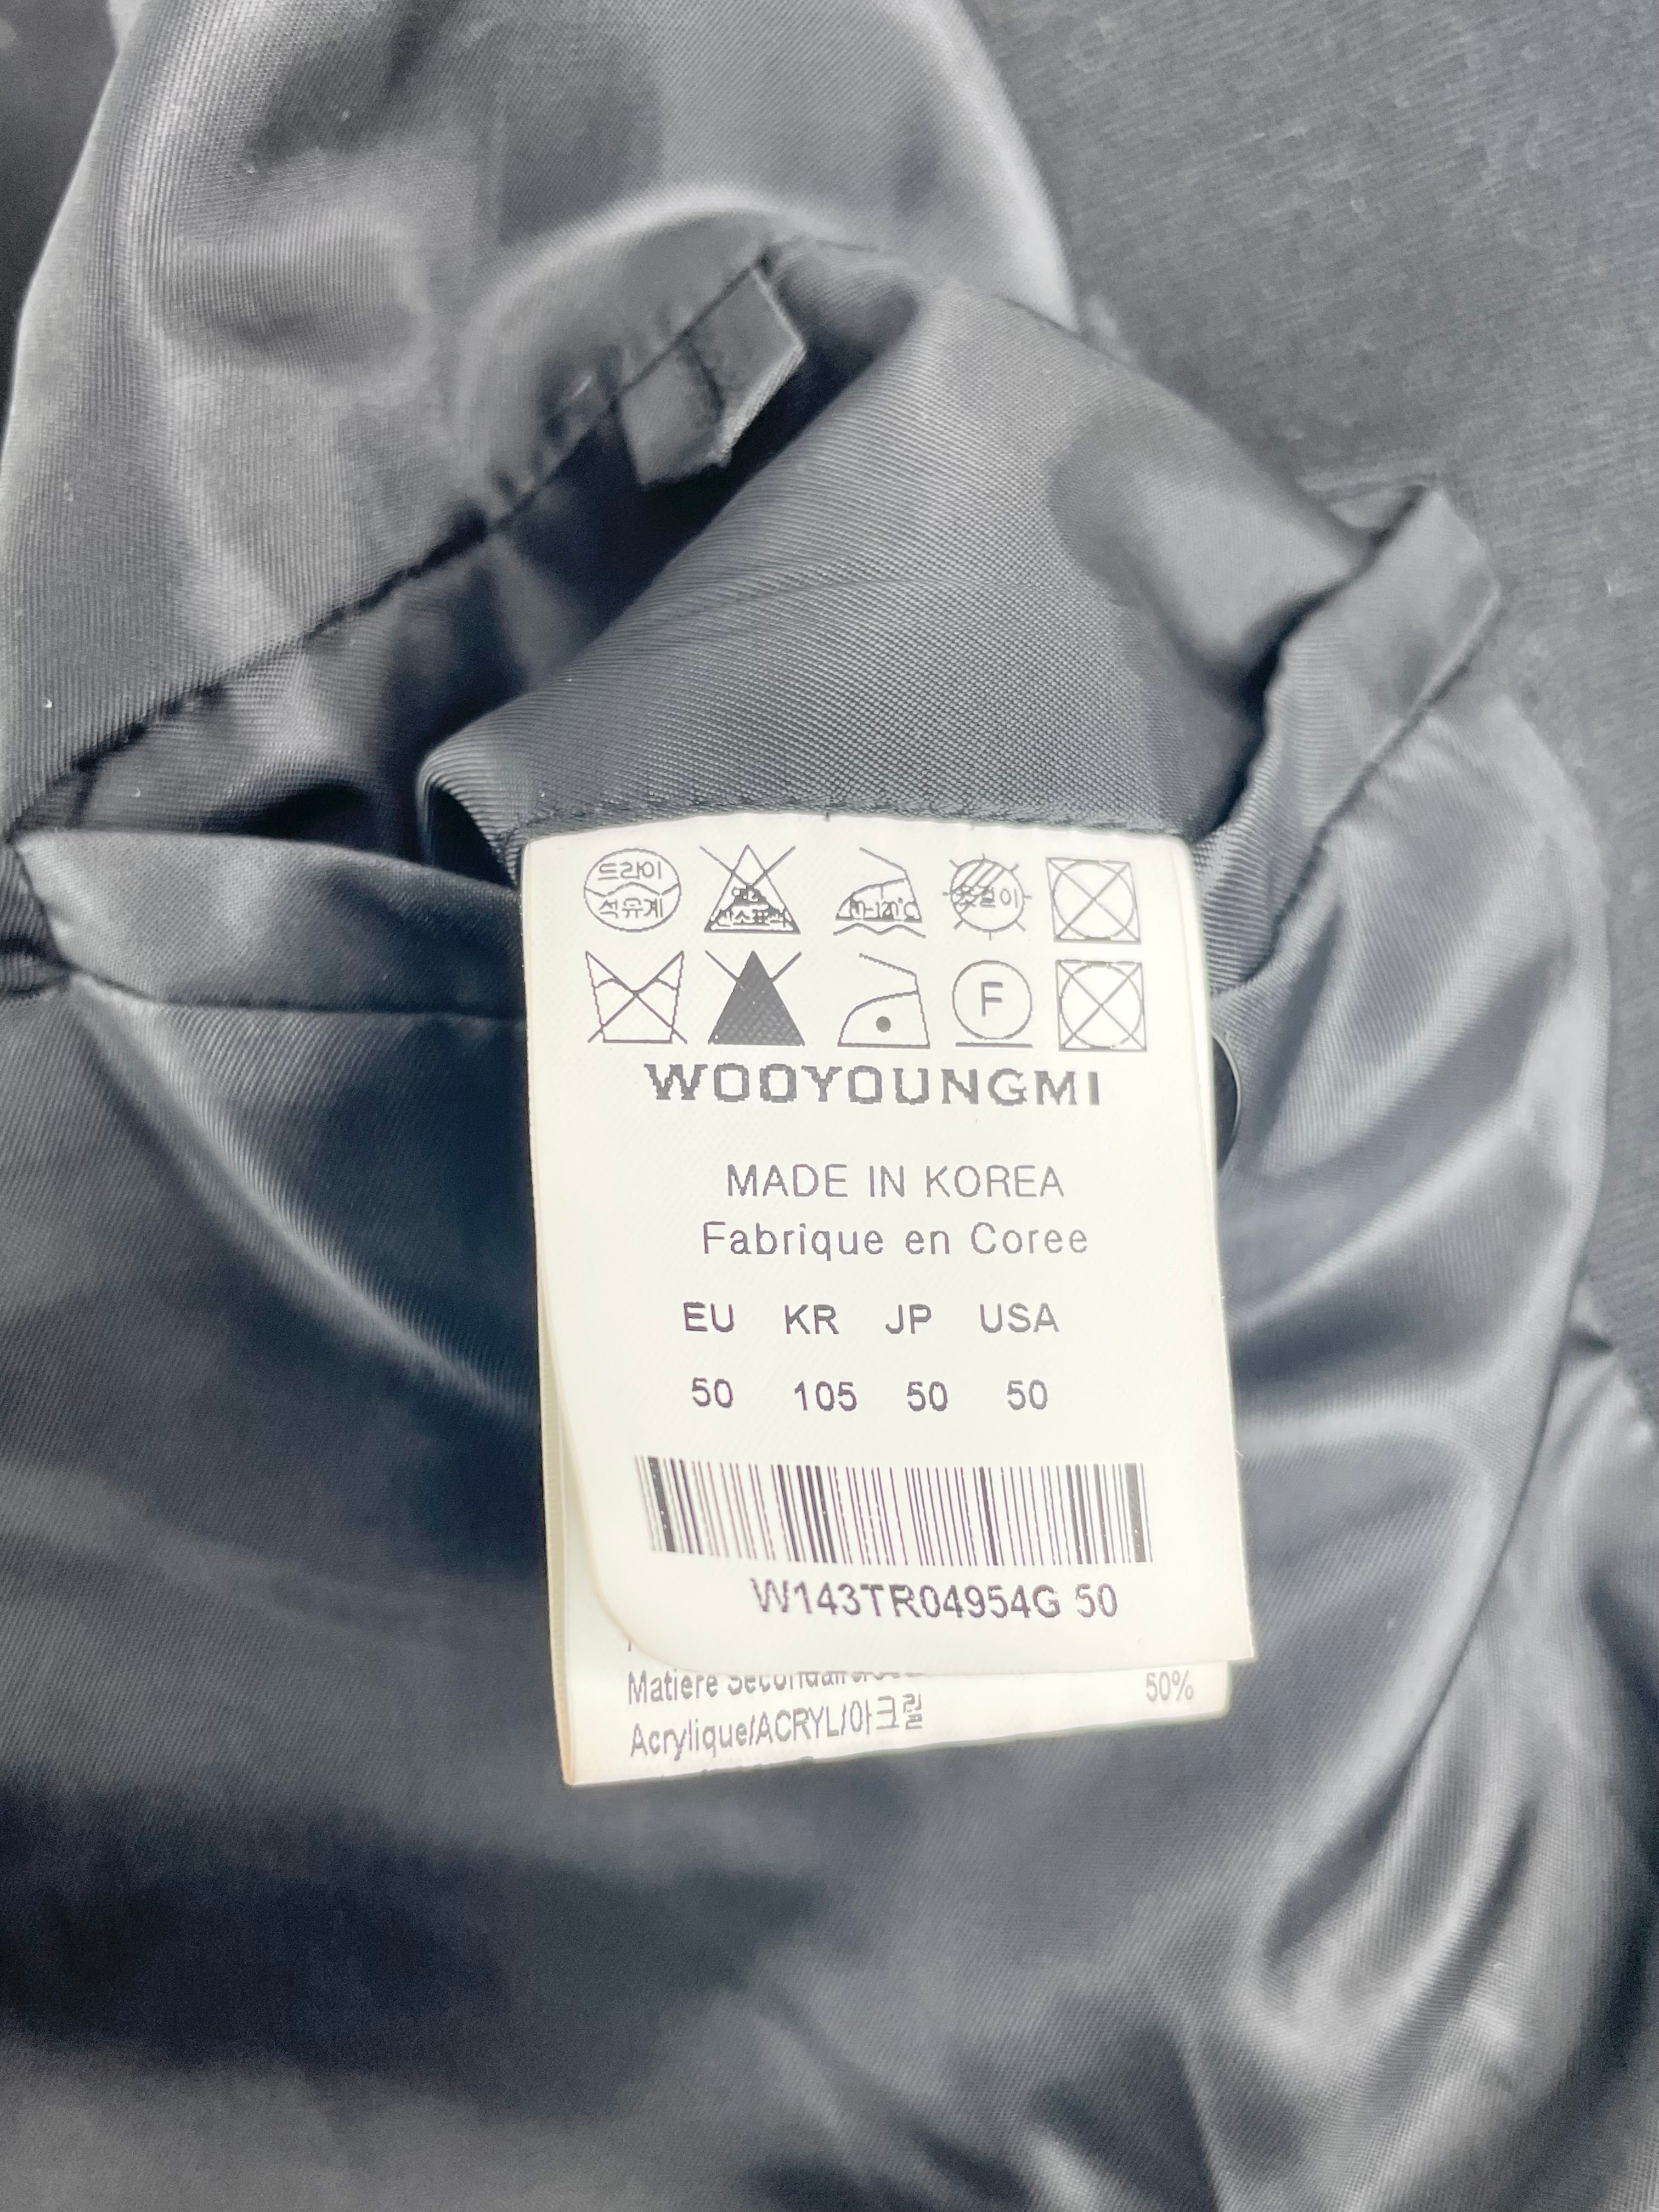 드라이
석유계
F
WOOYOUNGMI
MADE IN KOREA
Fabrique en Coree
EU KR JP USA
50 105 50 50
W143TR04954G 50
Matiere 50%
Acrylique/ACRYL/아크릴